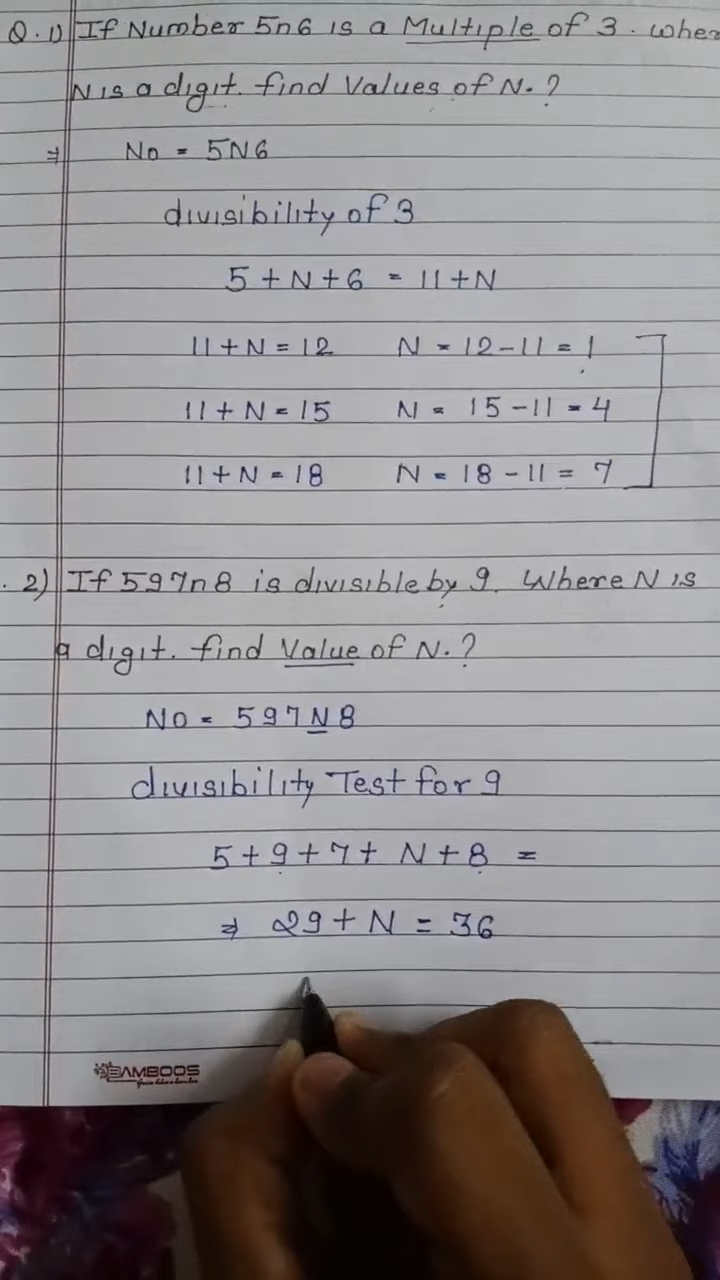 Q.1) If Number 5n6 is a Multiple of 3. wher
N is a digit. find Values of N.?
⇒ No = 5N6
divisibility of 3
5 + N + 6 = 11 + N
11 + N = 12 N = 12 - 11 = 1
11 + N = 15 N = 15 - 11 = 4
11 + N = 18 N = 18 - 11 = 7
. 2) If 597n8 is divisible by 9. Where N is
a digit. find Value of N.?
No = 597N8
divisibility Test for 9
5 + 9 + 7 + N + 8 =
⇒ 29 + N = 36
BAMBOOS